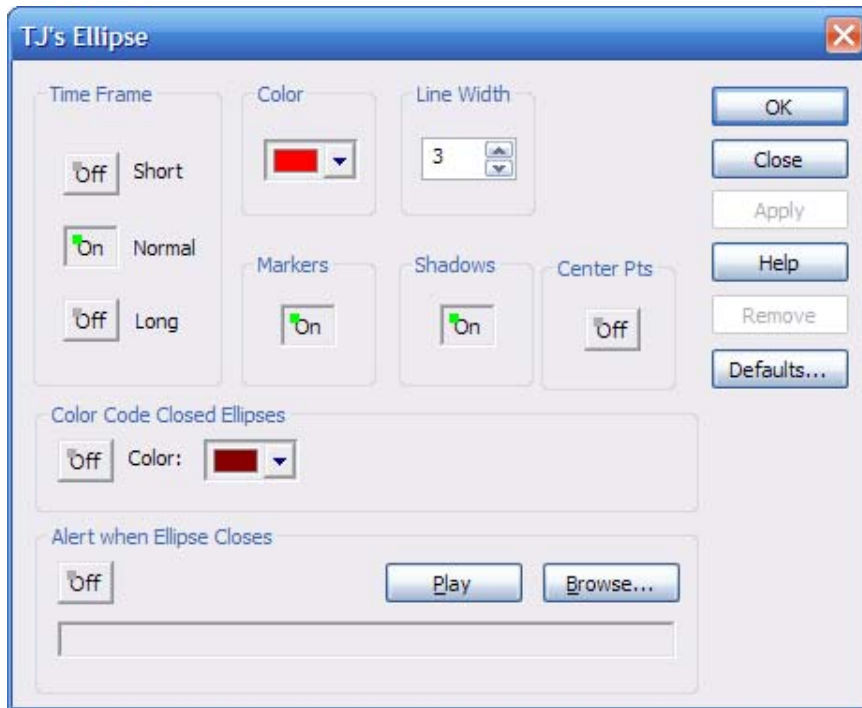 TJ's Ellipse
Time Frame
Off Short
On Normal
Off Long
Color
Line Width
3
Markers
On
Shadows
On
Center Pts
Off
OK
Close
Apply
Help
Remove
Defaults...
Color Code Closed Ellipses
Off Color:
Alert when Ellipse Closes
Off
Play
Browse...